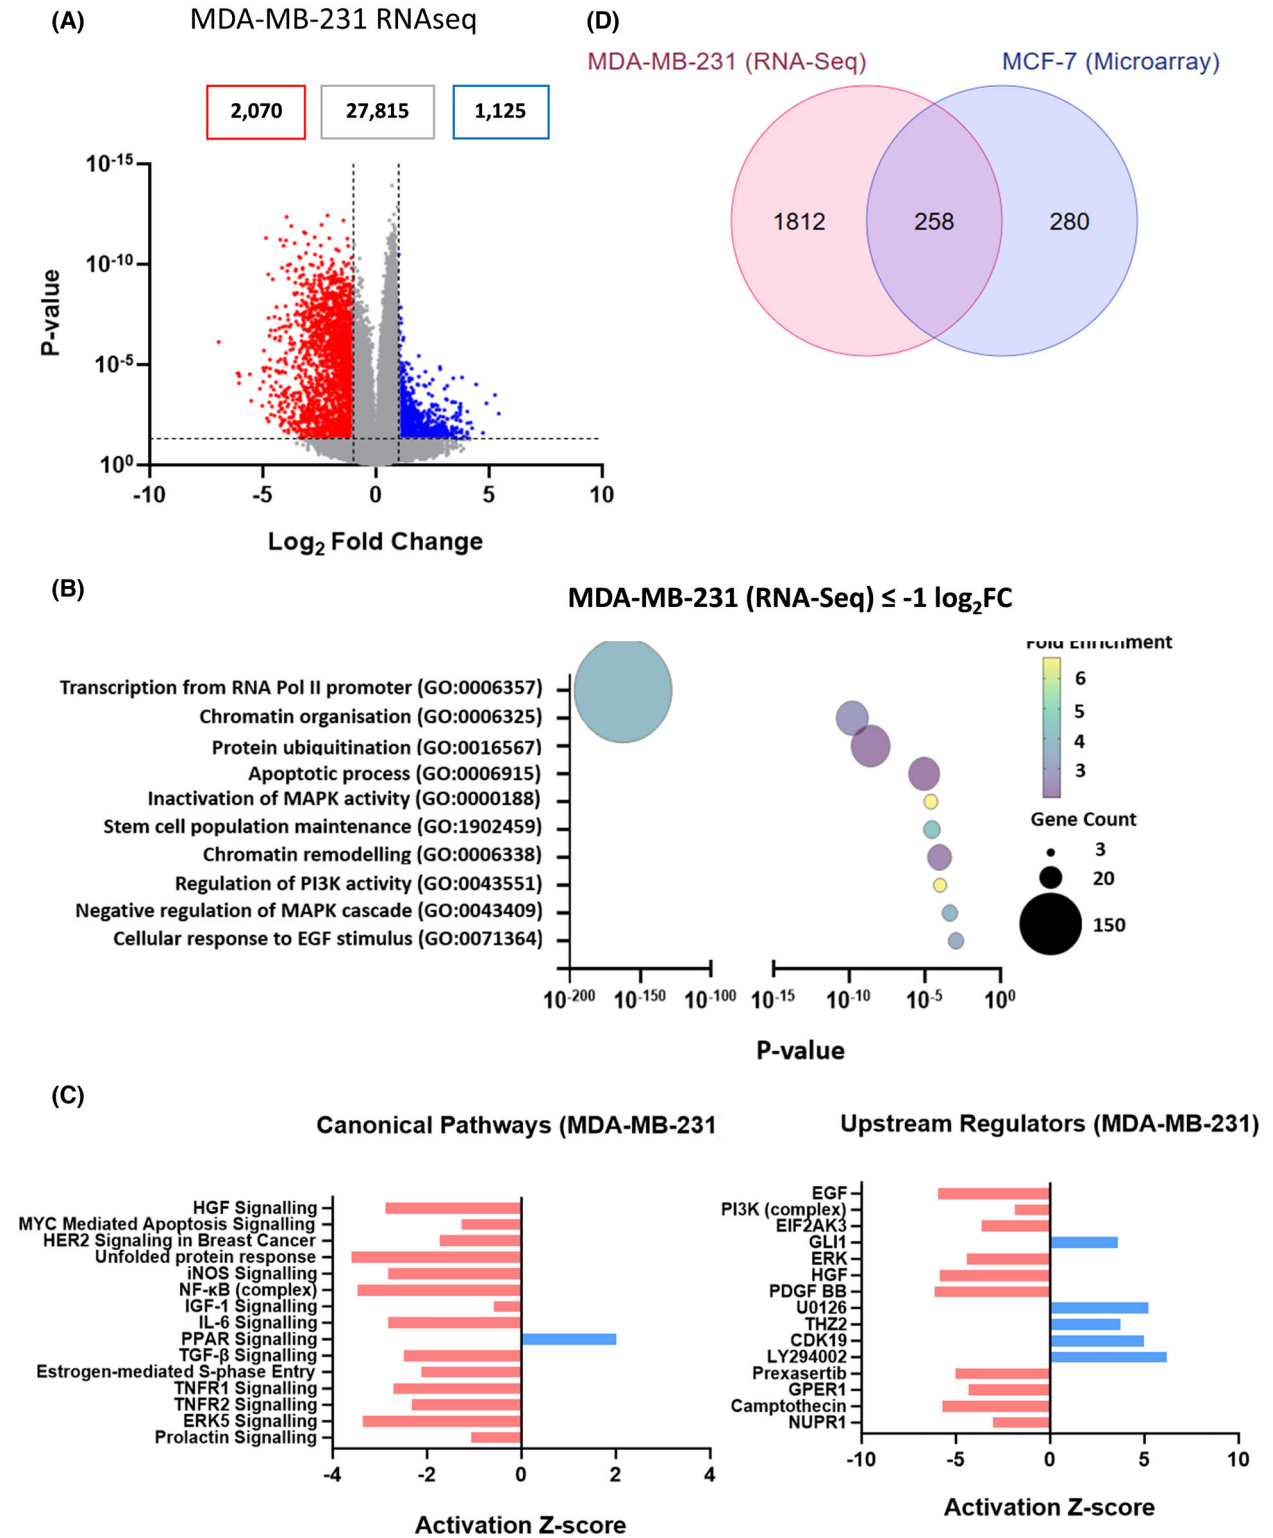 (A)
MDA-MB-231 RNAseq
2,070
27,815
1,125
10-15
10-10
10-5
100
P-value
-10
-5
0
5
10
Log2 Fold Change
(D)
MDA-MB-231 (RNA-Seq)
MCF-7 (Microarray)
1812
258
280
(B)
MDA-MB-231 (RNA-Seq) ≤ -1 log2FC
Transcription from RNA Pol II promoter (GO:0006357)
Chromatin organisation (GO:0006325)
Protein ubiquitination (GO:0016567)
Apoptotic process (GO:0006915)
Inactivation of MAPK activity (GO:0000188)
Stem cell population maintenance (GO:1902459)
Chromatin remodelling (GO:0006338)
Regulation of PI3K activity (GO:0043551)
Negative regulation of MAPK cascade (GO:0043409)
Cellular response to EGF stimulus (GO:0071364)
10-200
10-150
10-100
10-15
10-10
10-5
100
P-value
Fold Enrichment
6
5
4
3
Gene Count
3
20
150
(C)
Canonical Pathways (MDA-MB-231
HGF Signalling
MYC Mediated Apoptosis Signalling
HER2 Signaling in Breast Cancer
Unfolded protein response
iNOS Signalling
NF-κB (complex)
IGF-1 Signalling
IL-6 Signalling
PPAR Signalling
TGF-β Signalling
Estrogen-mediated S-phase Entry
TNFR1 Signalling
TNFR2 Signalling
ERK5 Signalling
Prolactin Signalling
-4
-2
0
2
4
Activation Z-score
Upstream Regulators (MDA-MB-231)
EGF
PI3K (complex)
EIF2AK3
GLI1
ERK
HGF
PDGF BB
U0126
THZ2
CDK19
LY294002
Prexasertib
GPER1
Camptothecin
NUPR1
-10
-5
0
5
10
Activation Z-score